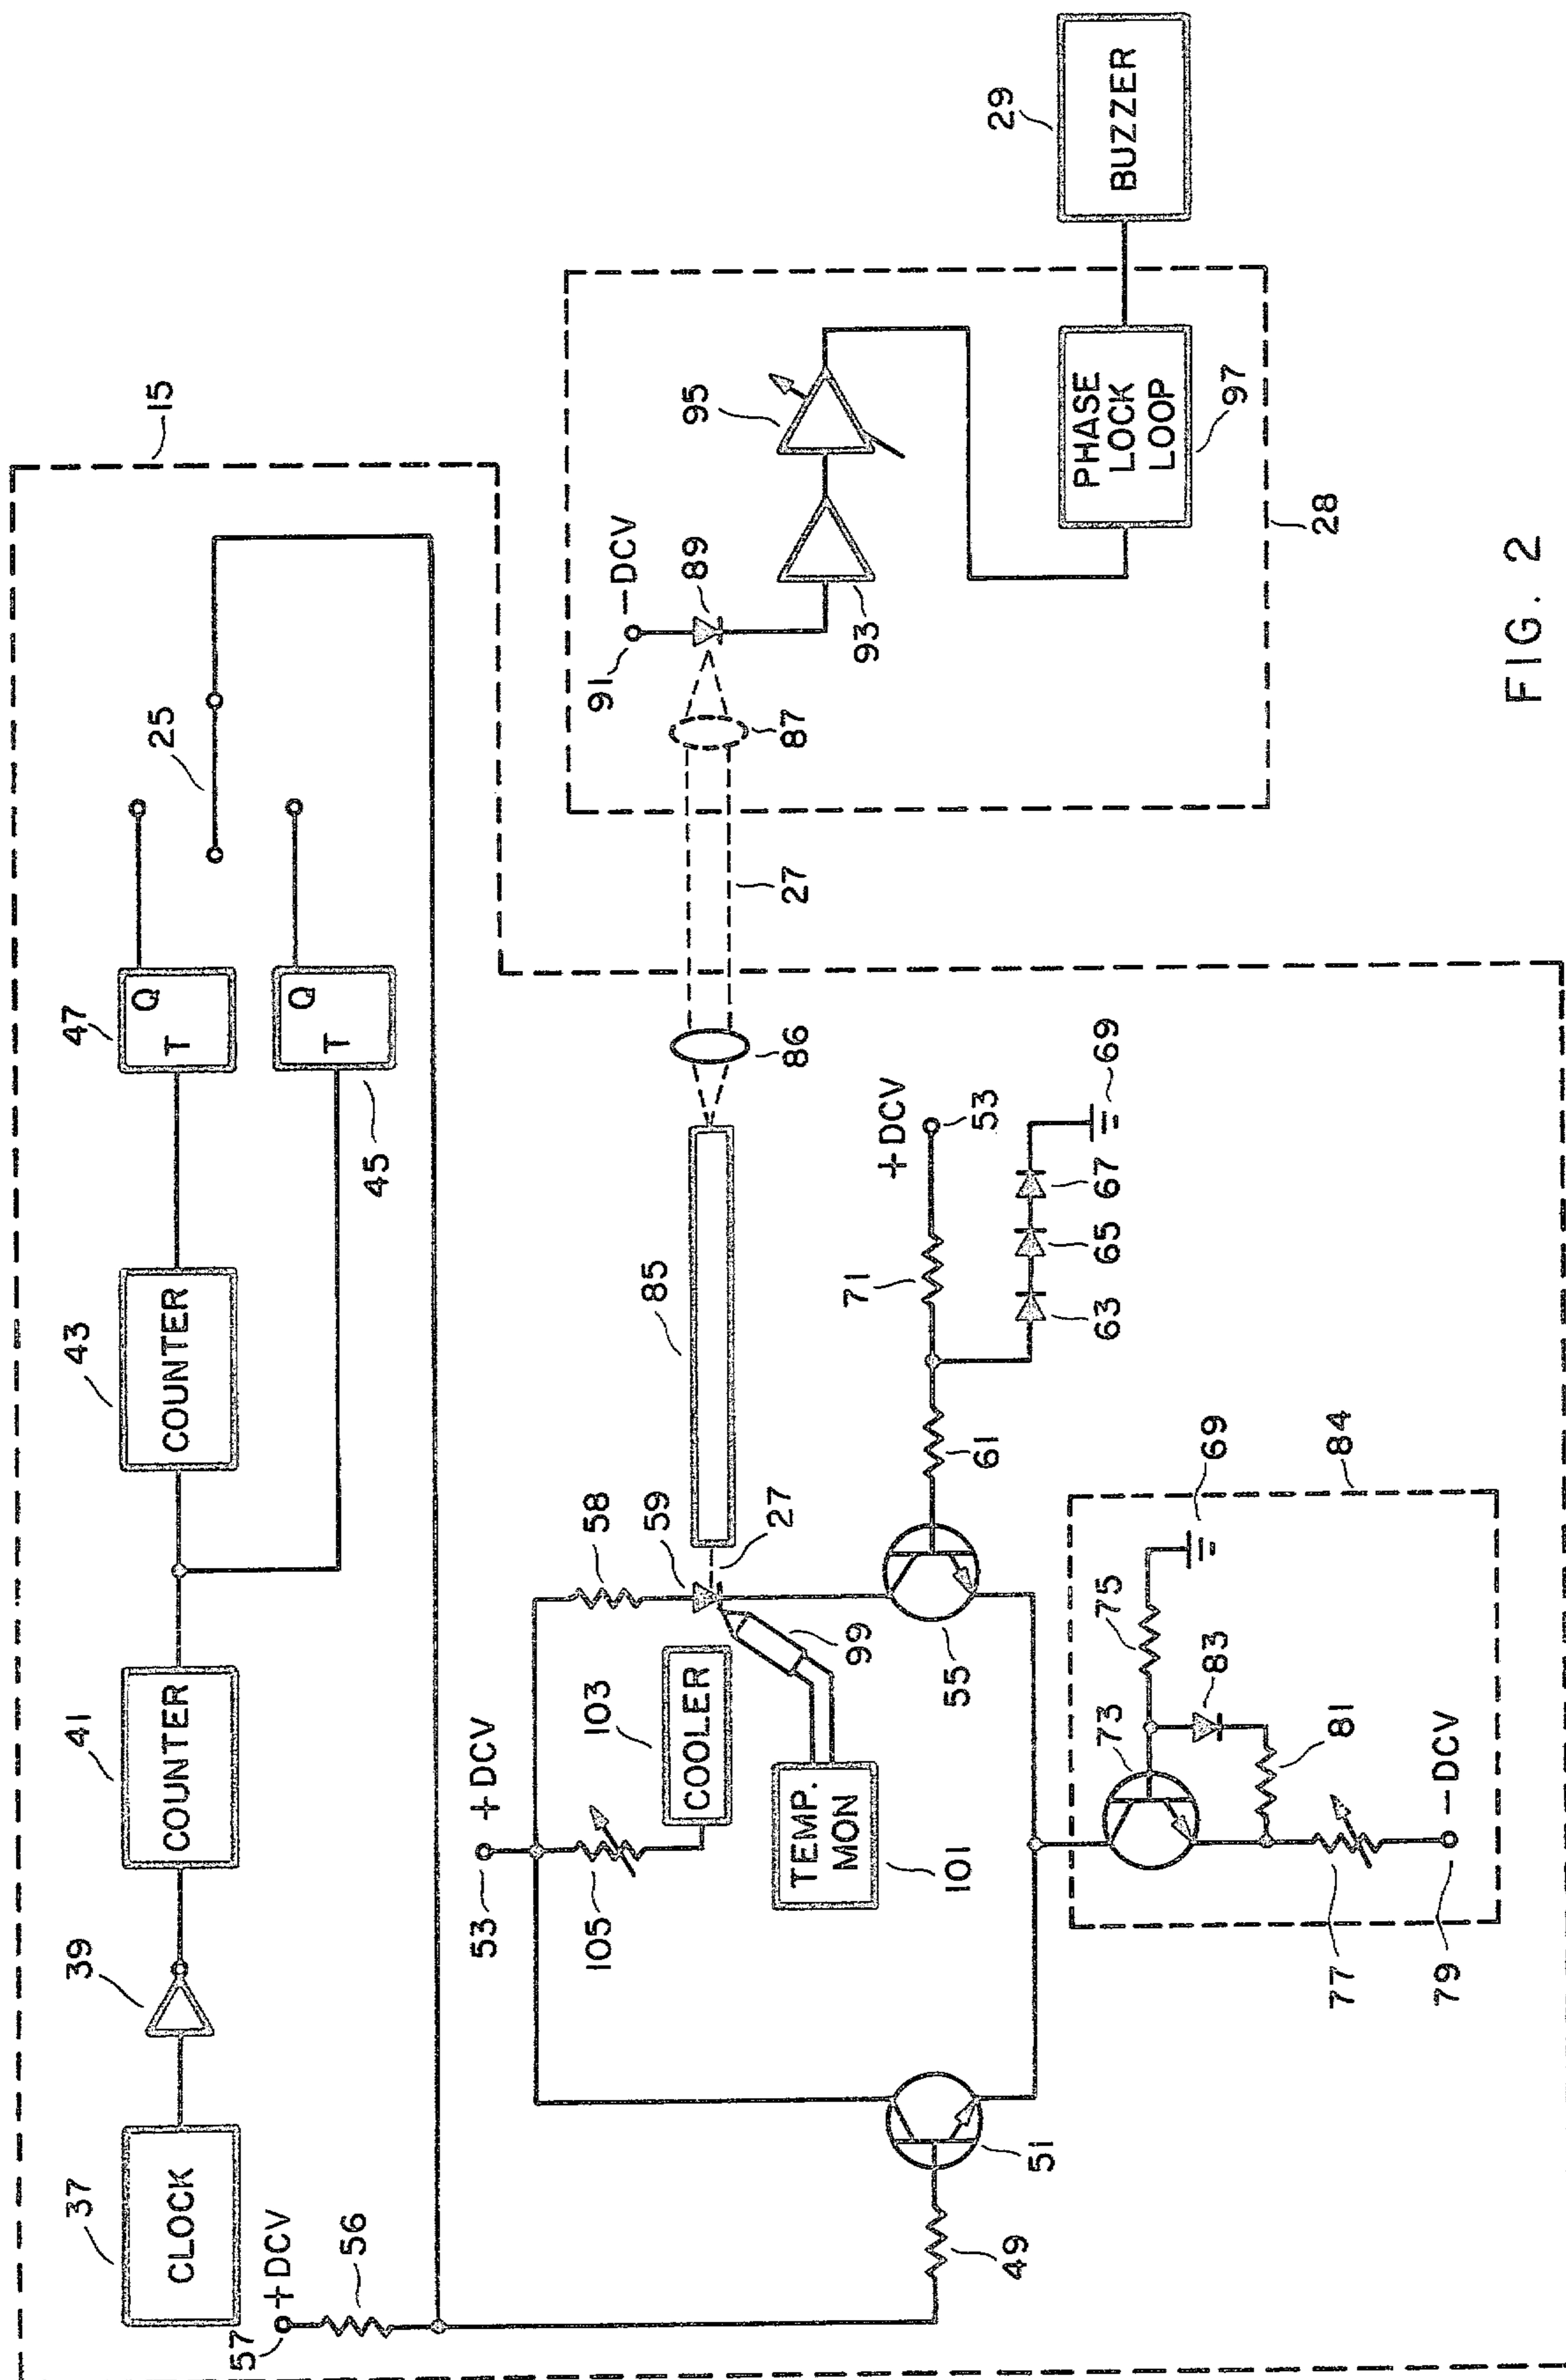 37
39
41
43
47
15
25
CLOCK
COUNTER
COUNTER
Q
T
57
+DCV
56
45
Q
T
53
+DCV
105
103
COOLER
58
59
85
27
86
27
87
91
-DCV
89
93
95
TEMP.
MON
101
99
55
61
71
+DCV
53
49
51
63
65
67
69
PHASE
LOCK
LOOP
97
28
29
BUZZER
73
75
69
83
81
84
77
79
-DCV
FIG. 2